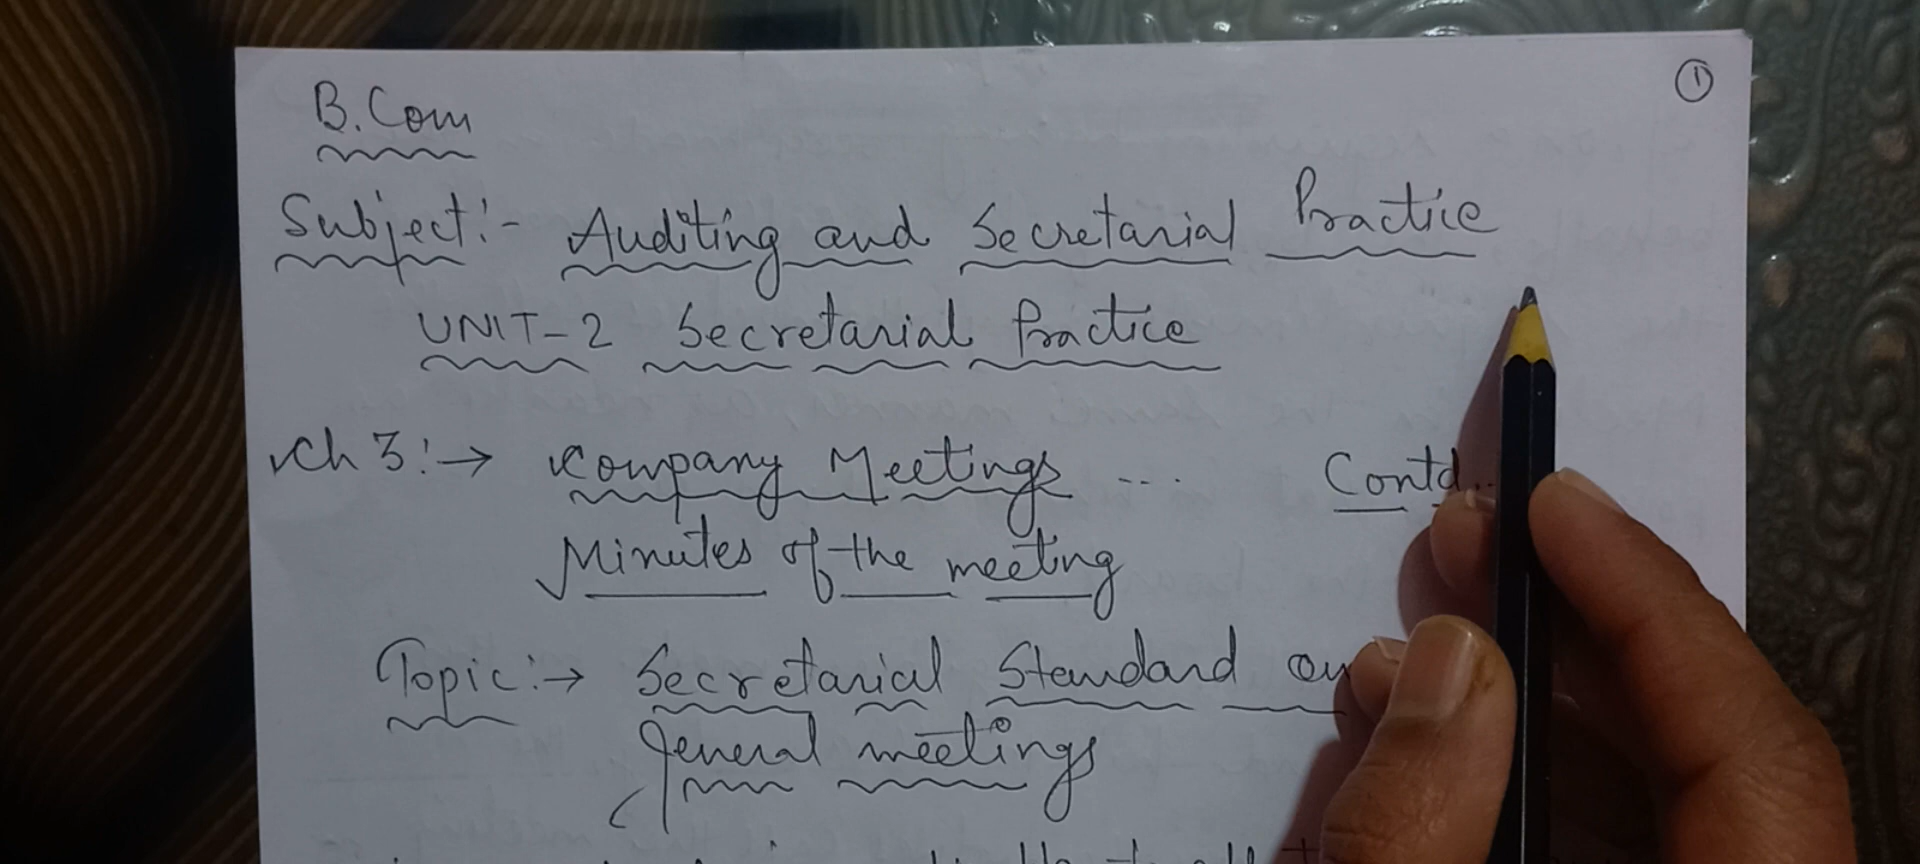 ①
B.Com
Subject:- Auditing and Secretarial Practice
UNIT-2 Secretarial Practice
Ch 3:→ Company Meetings ... Contd..
Minutes of the meeting
Topic:→ Secretarial Standard on
General meetings